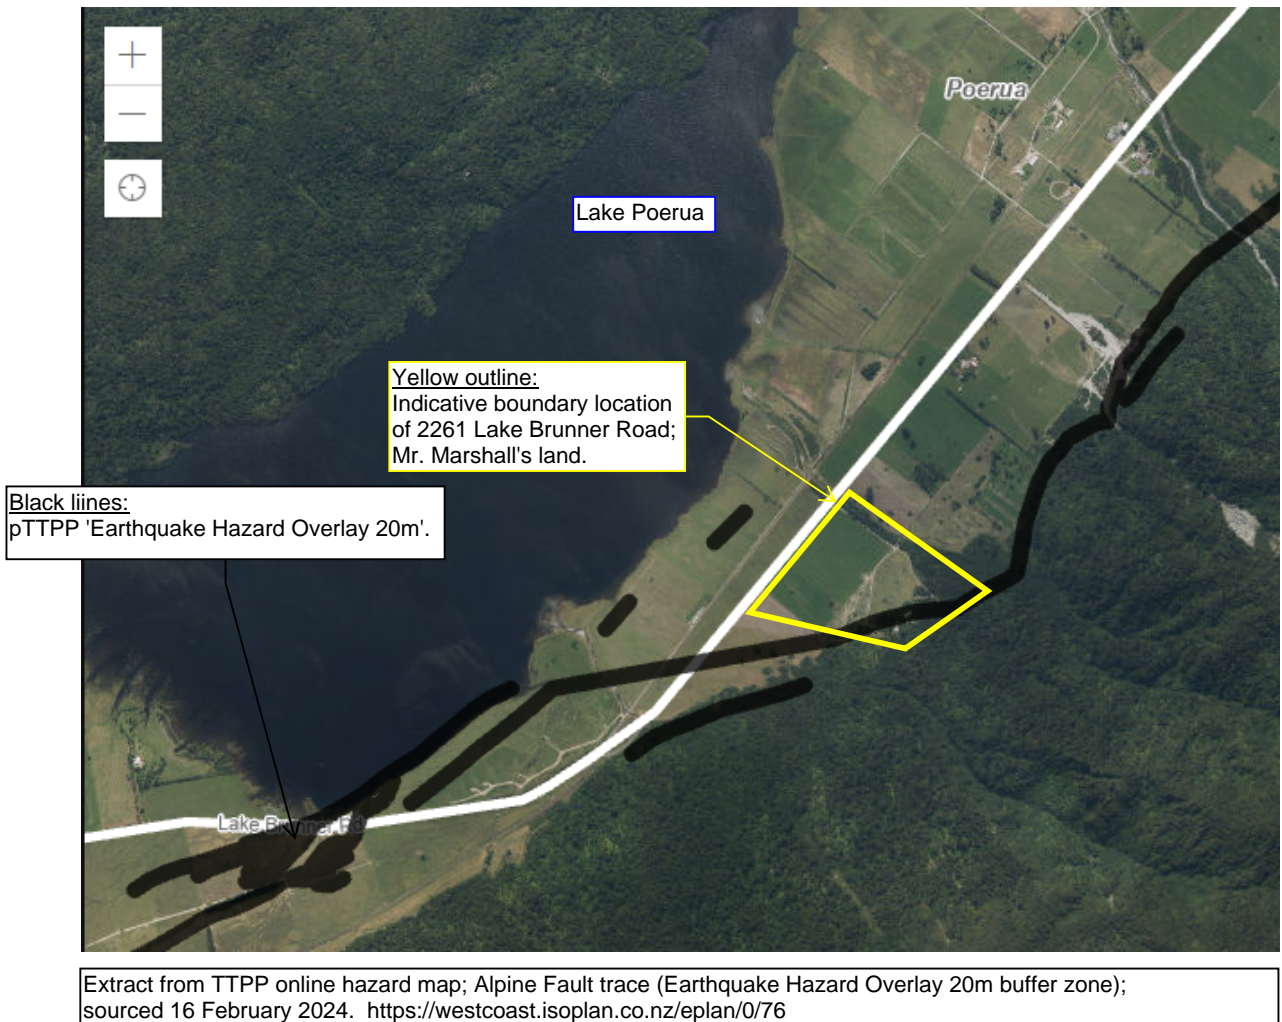 Poerua
Lake Poerua
Yellow outline:
Indicative boundary location
of 2261 Lake Brunner Road;
Mr. Marshall's land.
Black liines:
pTTPP 'Earthquake Hazard Overlay 20m'.
Lake Brunner Rd
Extract from TTPP online hazard map; Alpine Fault trace (Earthquake Hazard Overlay 20m buffer zone);
sourced 16 February 2024.  https://westcoast.isoplan.co.nz/eplan/0/76